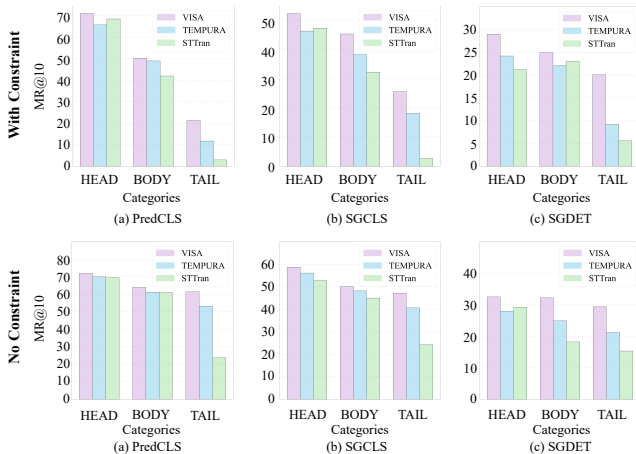 With Constraint
MR@10
70
60
50
40
30
20
10
0
VISA
TEMPURA
STTran
HEAD BODY TAIL
Categories
(a) PredCLS
50
40
30
20
10
0
VISA
TEMPURA
STTran
HEAD BODY TAIL
Categories
(b) SGCLS
30
25
20
15
10
5
0
VISA
TEMPURA
STTran
HEAD BODY TAIL
Categories
(c) SGDET
No Constraint
MR@10
80
70
60
50
40
30
20
10
0
VISA
TEMPURA
STTran
HEAD BODY TAIL
Categories
(a) PredCLS
60
50
40
30
20
10
0
VISA
TEMPURA
STTran
HEAD BODY TAIL
Categories
(b) SGCLS
40
30
20
10
0
VISA
TEMPURA
STTran
HEAD BODY TAIL
Categories
(c) SGDET